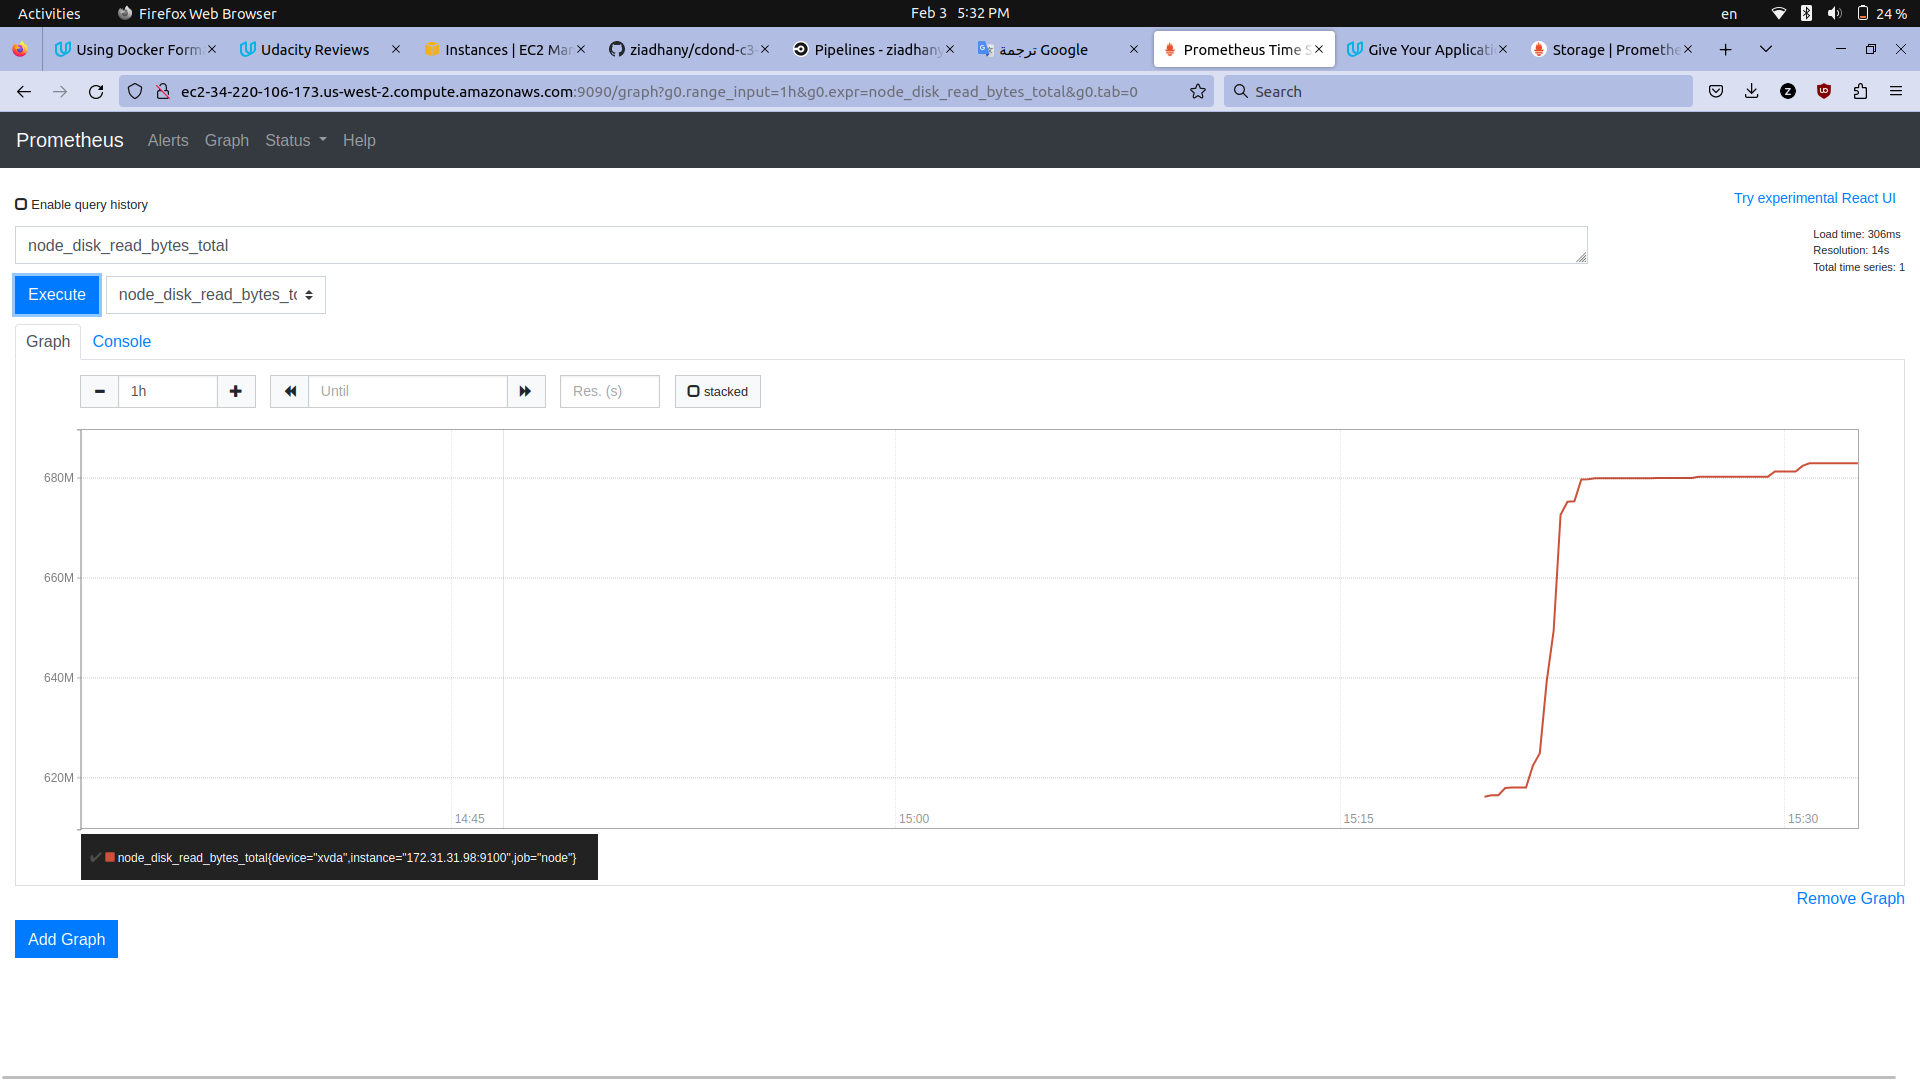 Activities Firefox Web Browser Feb 3 5:32 PM en 24 %
Using Docker Form Udacity Reviews Instances | EC2 Man ziadhany/cdond-c3- Pipelines - ziadhany ترجمة Google Prometheus Time S Give Your Applicati Storage | Promethe
ec2-34-220-106-173.us-west-2.compute.amazonaws.com:9090/graph?g0.range_input=1h&g0.expr=node_disk_read_bytes_total&g0.tab=0 Search
Prometheus Alerts Graph Status Help
Try experimental React UI
Enable query history
node_disk_read_bytes_total
Load time: 306ms
Resolution: 14s
Total time series: 1
Execute node_disk_read_bytes_to
Graph Console
1h Until Res. (s) stacked
680M
660M
640M
620M
14:45 15:00 15:15 15:30
node_disk_read_bytes_total{device="xvda",instance="172.31.31.98:9100",job="node"}
Remove Graph
Add Graph